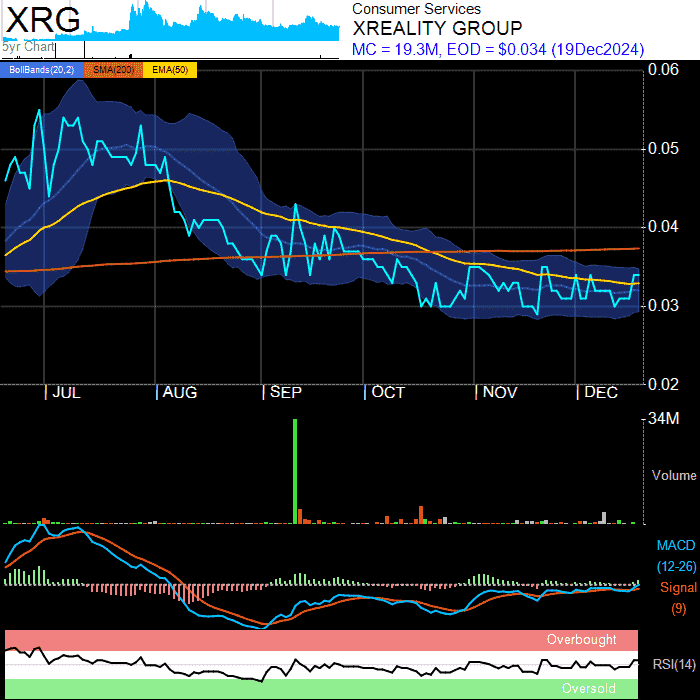 XRG
5yr Chart
Consumer Services
XREALITY GROUP
MC = 19.3M, EOD = $0.034 (19Dec2024)
BollBands(20,2) SMA(200) EMA(50)
0.06
0.05
0.04
0.03
0.02
JUL AUG SEP OCT NOV DEC
34M
Volume
MACD
(12-26)
Signal
(9)
Overbought
RSI(14)
Oversold